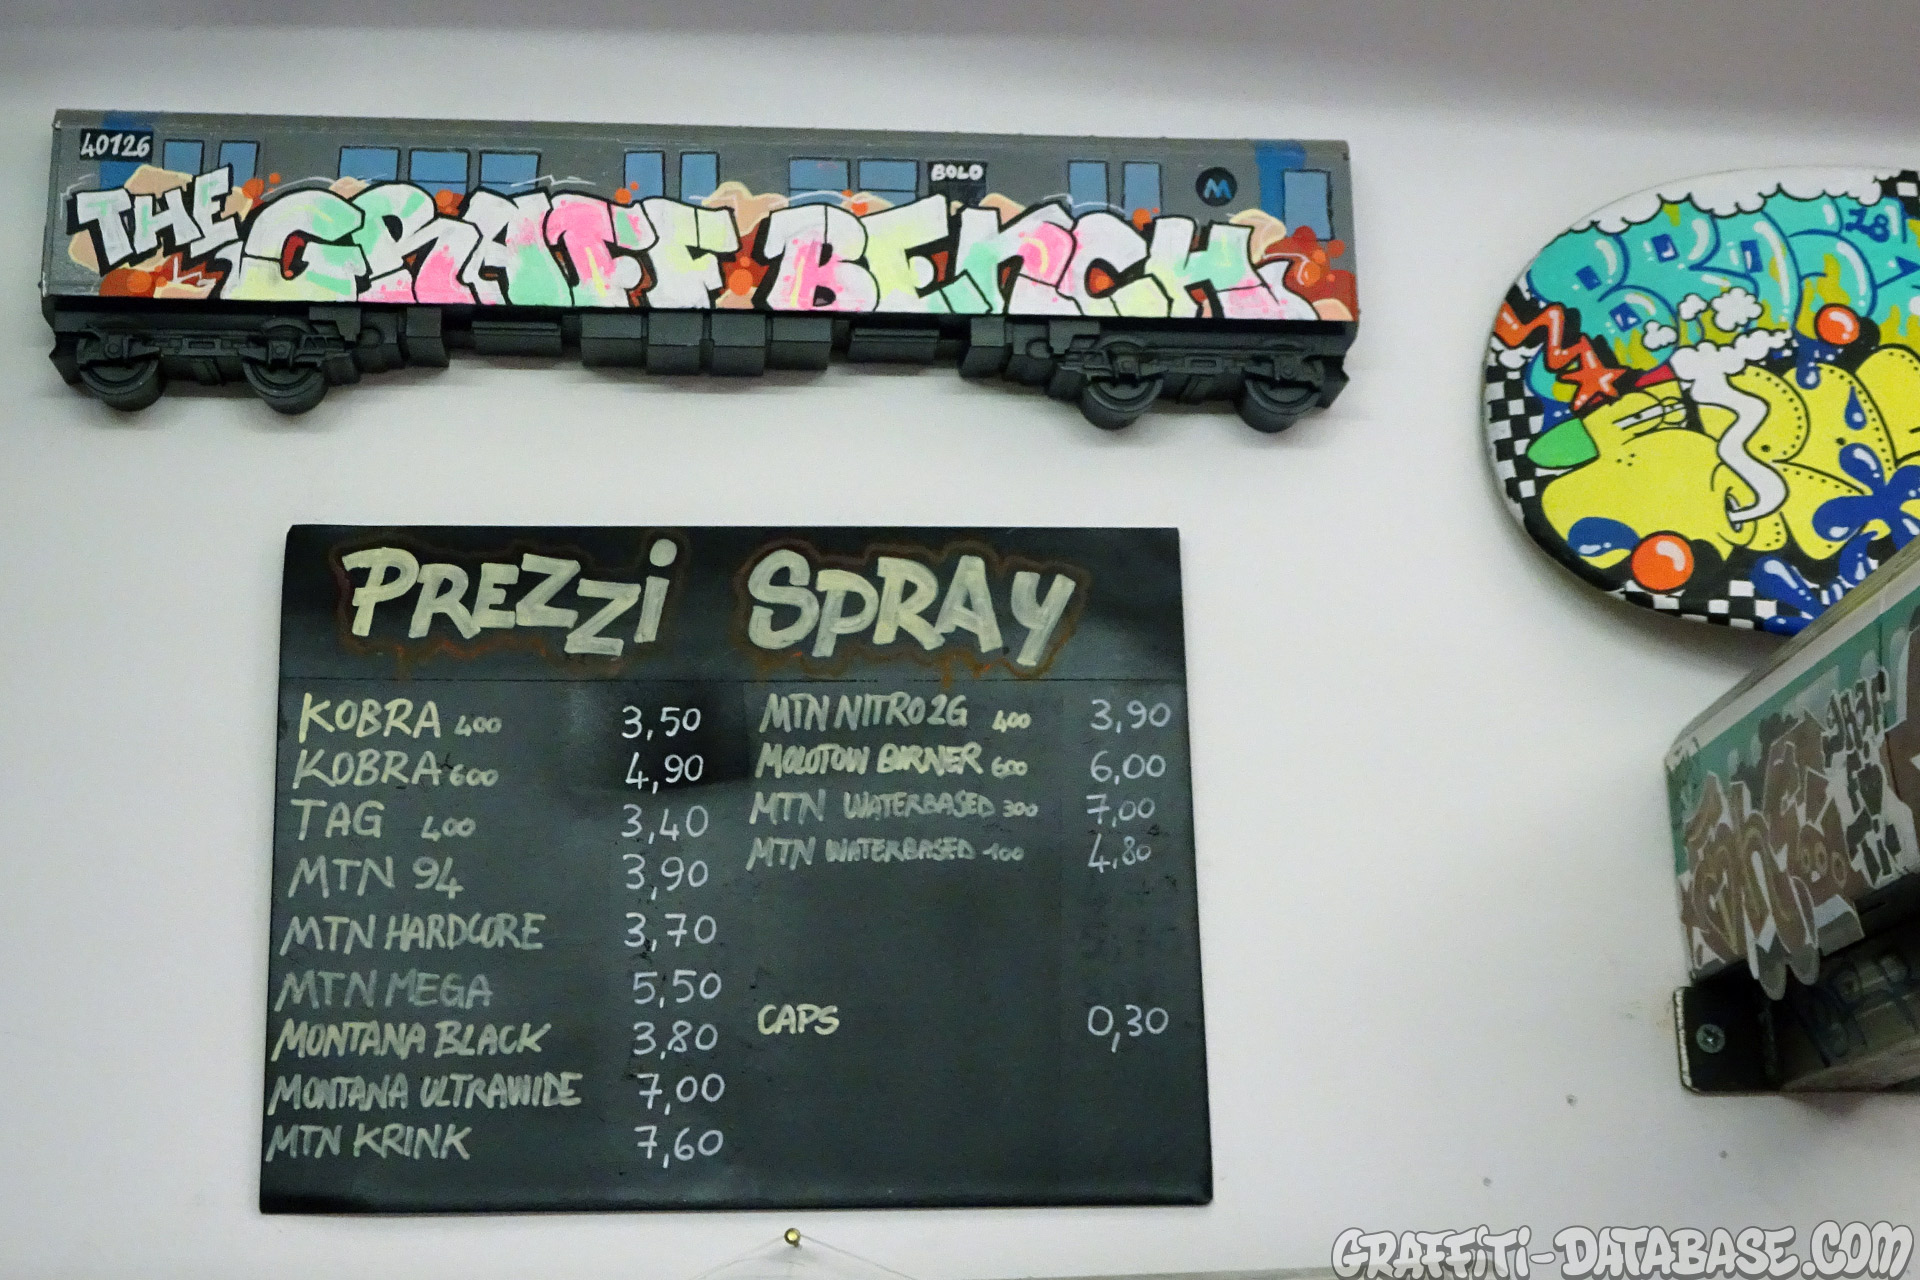 40126
BOLO
M
THE GRAFF BENCH
PREZZI SPRAY
KOBRA 400 3,50
KOBRA 600 4,90
TAG 400 3,40
MTN 94 3,90
MTN HARDCORE 3,70
MTN MEGA 5,50
MONTANA BLACK 3,80
MONTANA ULTRAWIDE 7,00
MTN KRINK 7,60
MTN NITRO 2G 400 3,90
MOLOTOW BURNER 600 6,00
MTN WATERBASED 300 7,00
MTN WATERBASED 100 4,80
CAPS 0,30
GRAFFITI-DATABASE.COM